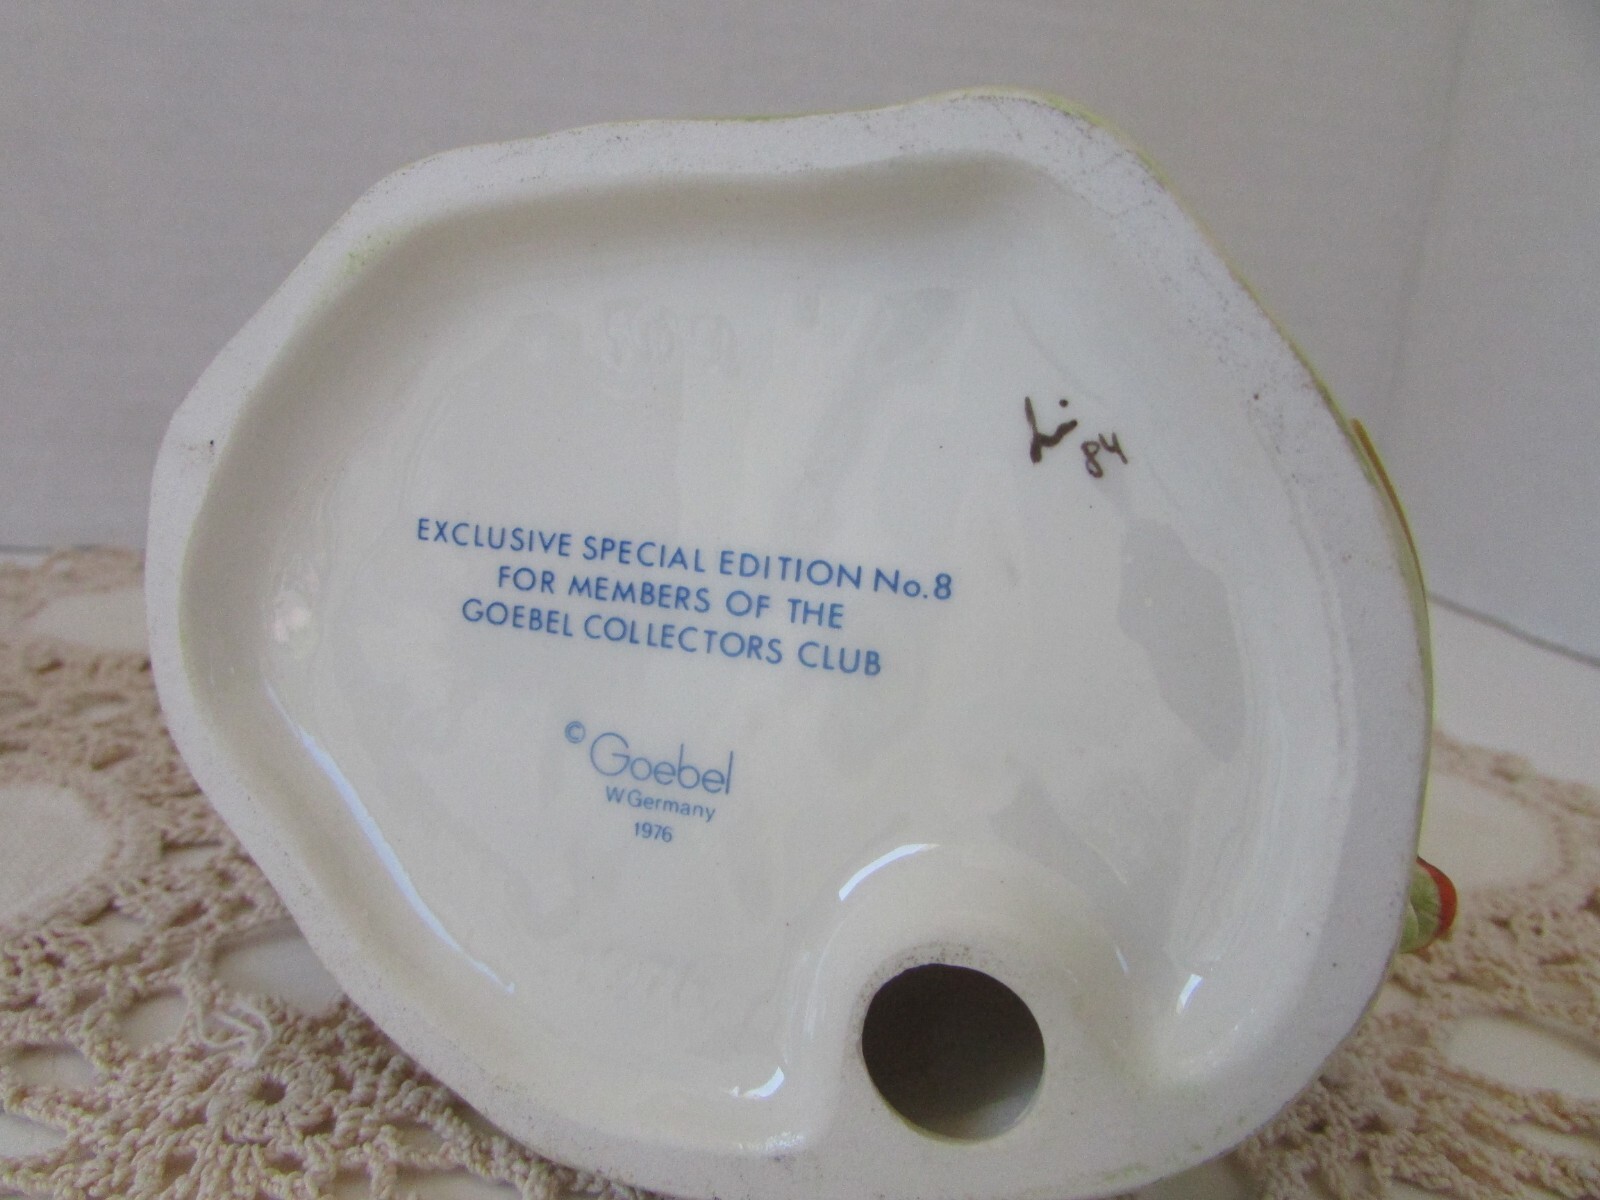 84
EXCLUSIVE SPECIAL EDITION No.8
FOR MEMBERS OF THE
GOEBEL COLLECTORS CLUB
© Goebel
W Germany
1976